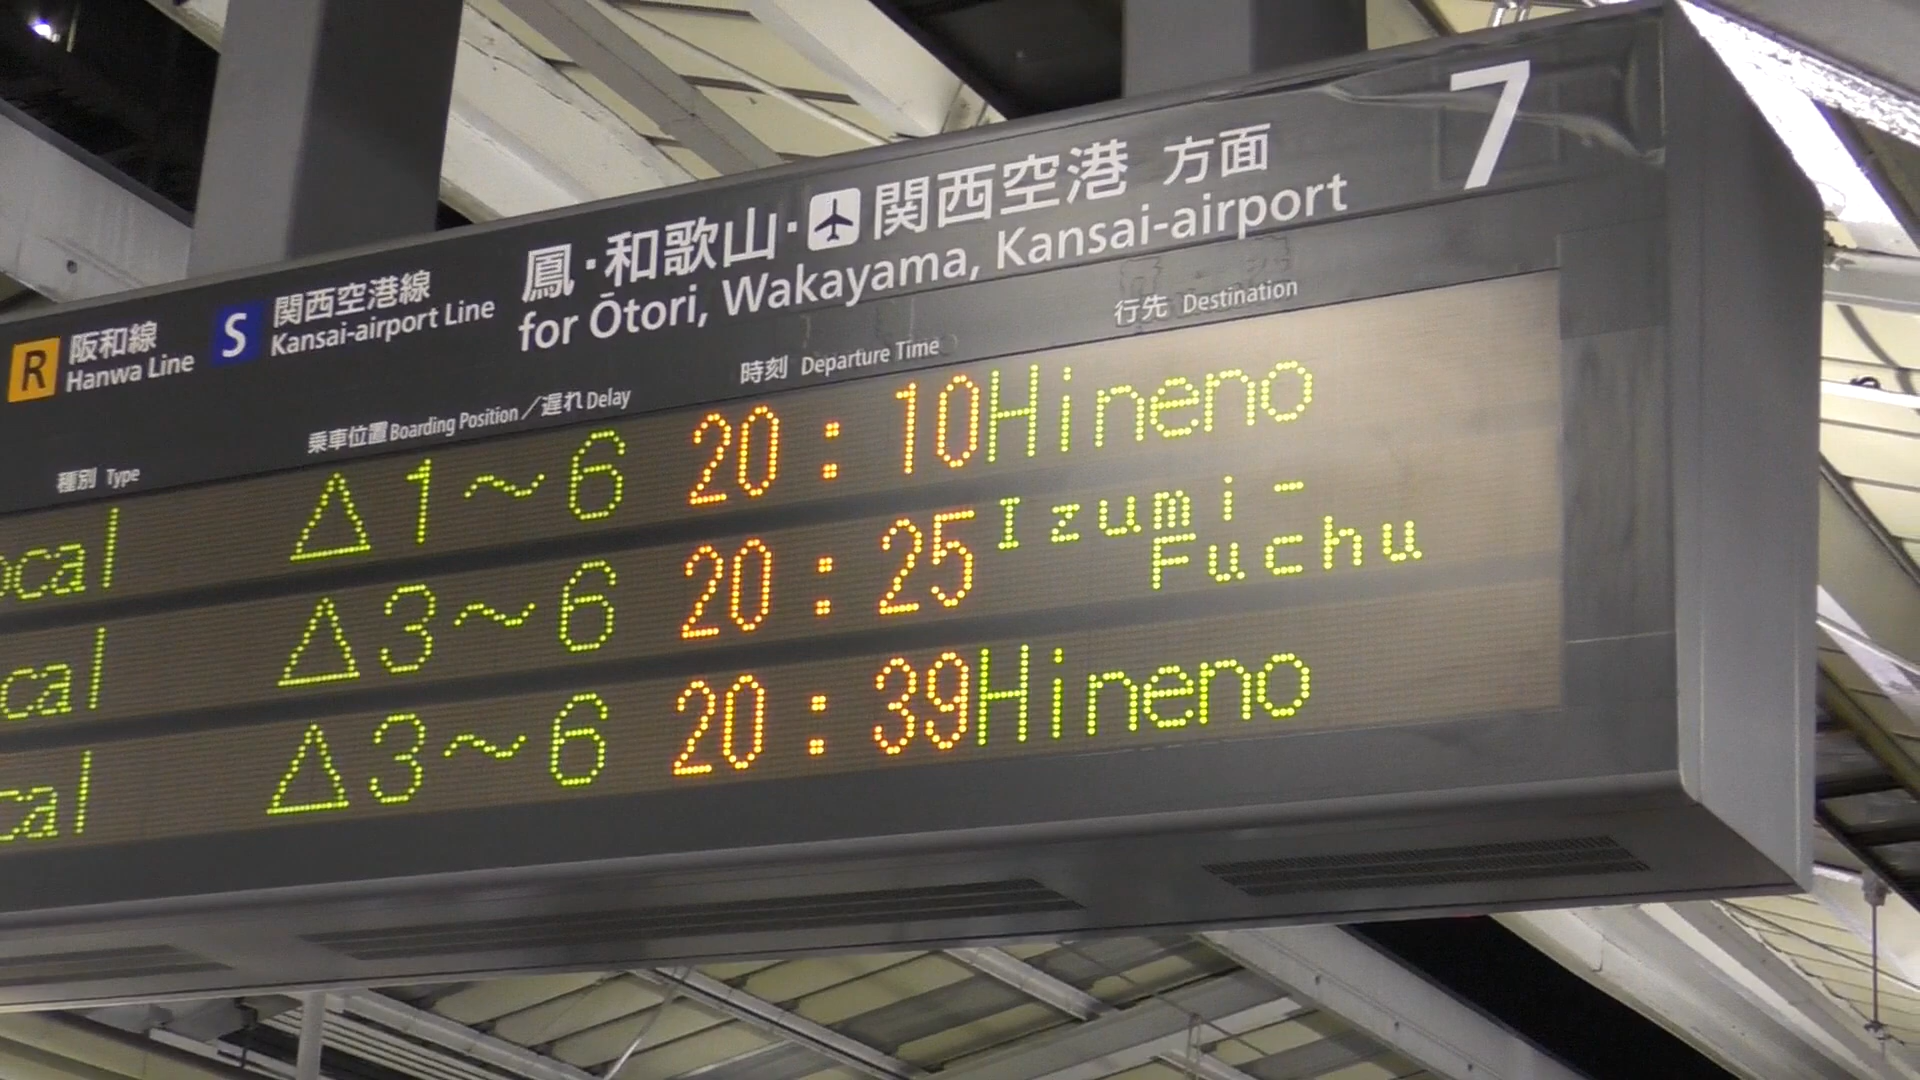 7
鳳・和歌山・関西空港 方面
for Ōtori, Wakayama, Kansai-airport
R 阪和線
Hanwa Line
S 関西空港線
Kansai-airport Line
種別 Type
乗車位置 Boarding Position／遅れ Delay
時刻 Departure Time
行先 Destination
ocal △1～6 20:10 Hineno
cal △3～6 20:25 Izumi-
Fuchu
cal △3～6 20:39 Hineno